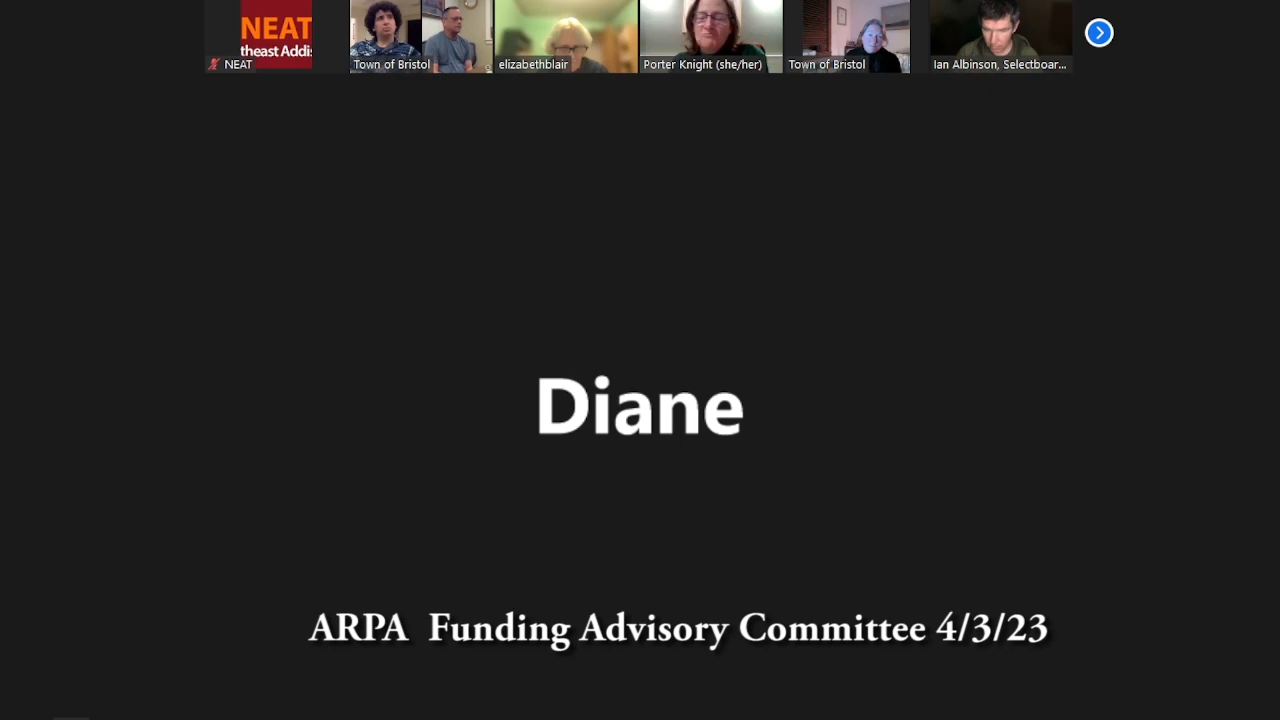 NEAT
theast Addis
NEAT
Town of Bristol
elizabethblair
Porter Knight (she/her)
Town of Bristol
Ian Albinson, Selectboar...
Diane
ARPA Funding Advisory Committee 4/3/23